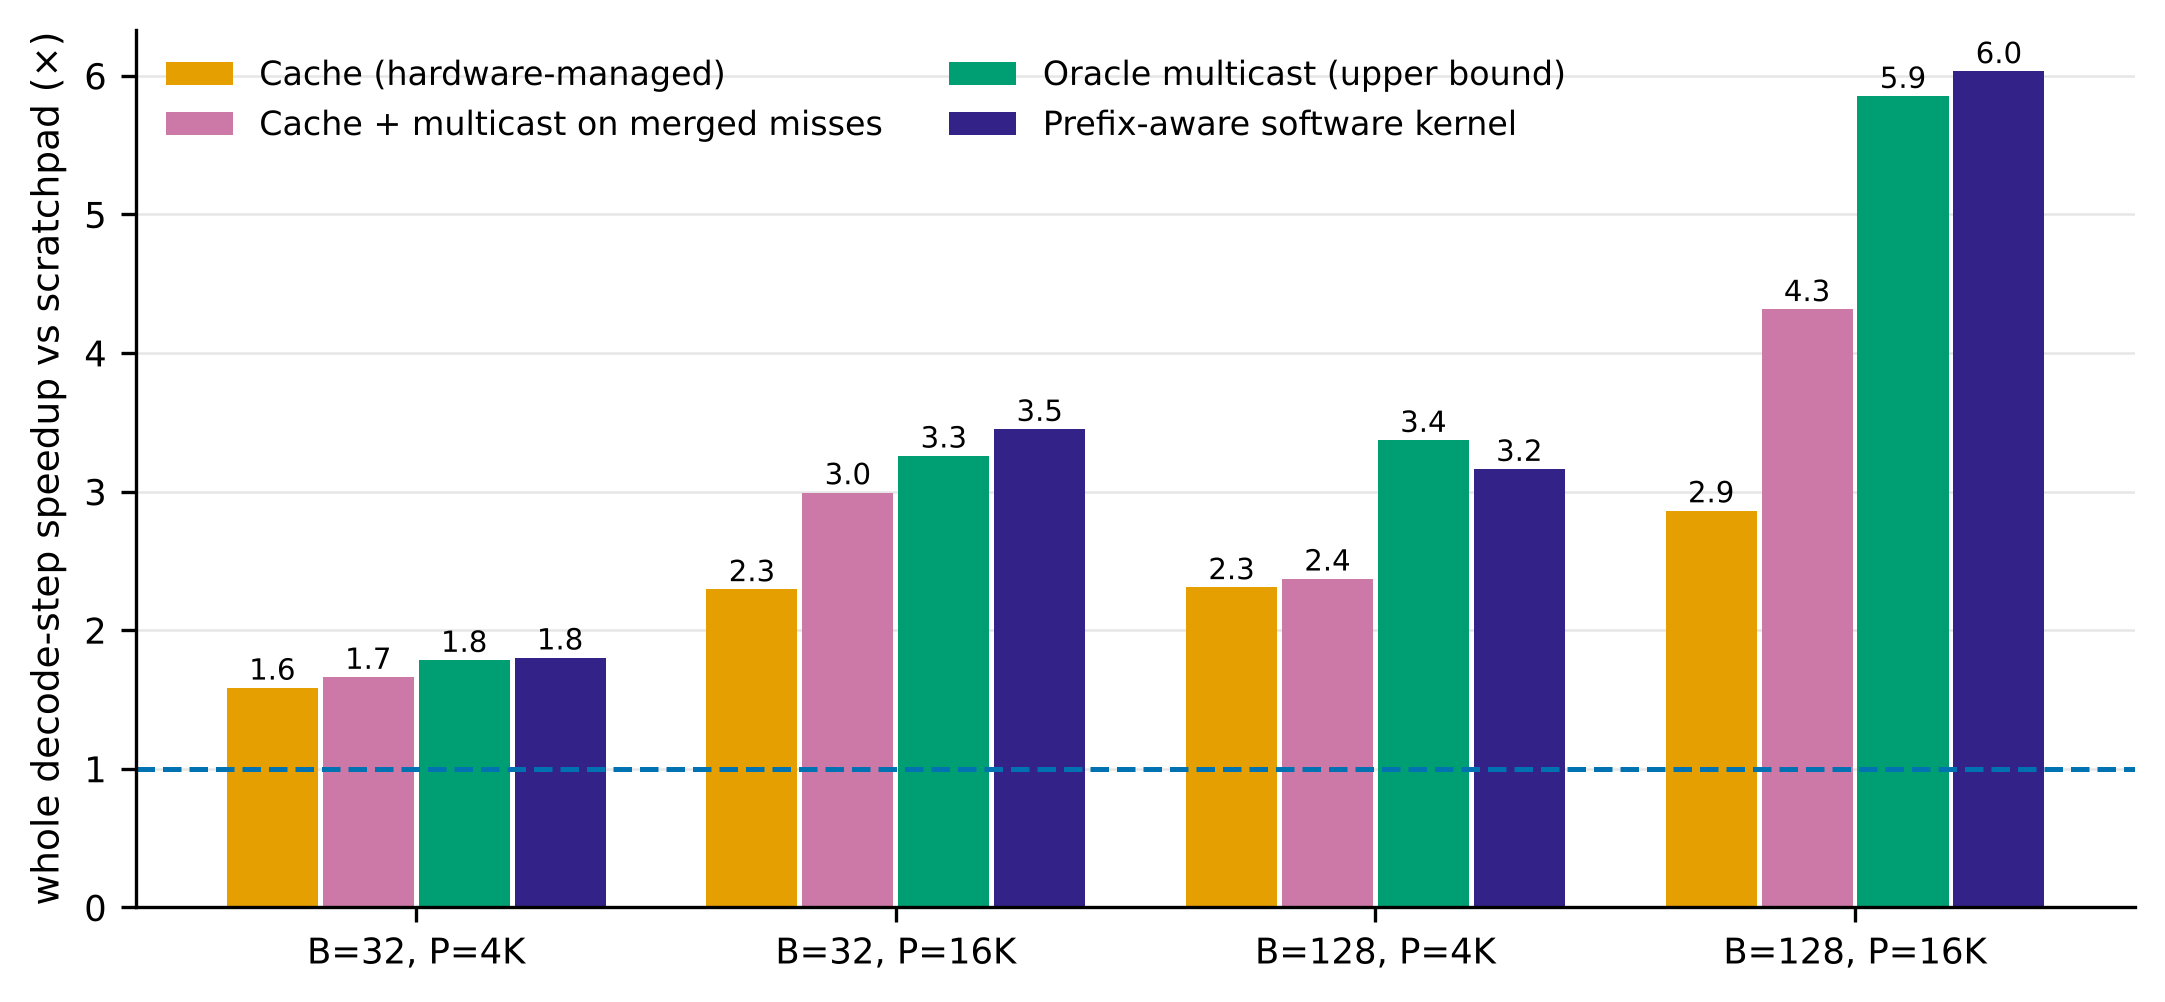 whole decode-step speedup vs scratchpad (×)
Cache (hardware-managed)
Cache + multicast on merged misses
Oracle multicast (upper bound)
Prefix-aware software kernel
6
5
4
3
2
1
0
1.6
1.7
1.8
1.8
2.3
3.0
3.3
3.5
2.3
2.4
3.4
3.2
2.9
4.3
5.9
6.0
B=32, P=4K
B=32, P=16K
B=128, P=4K
B=128, P=16K